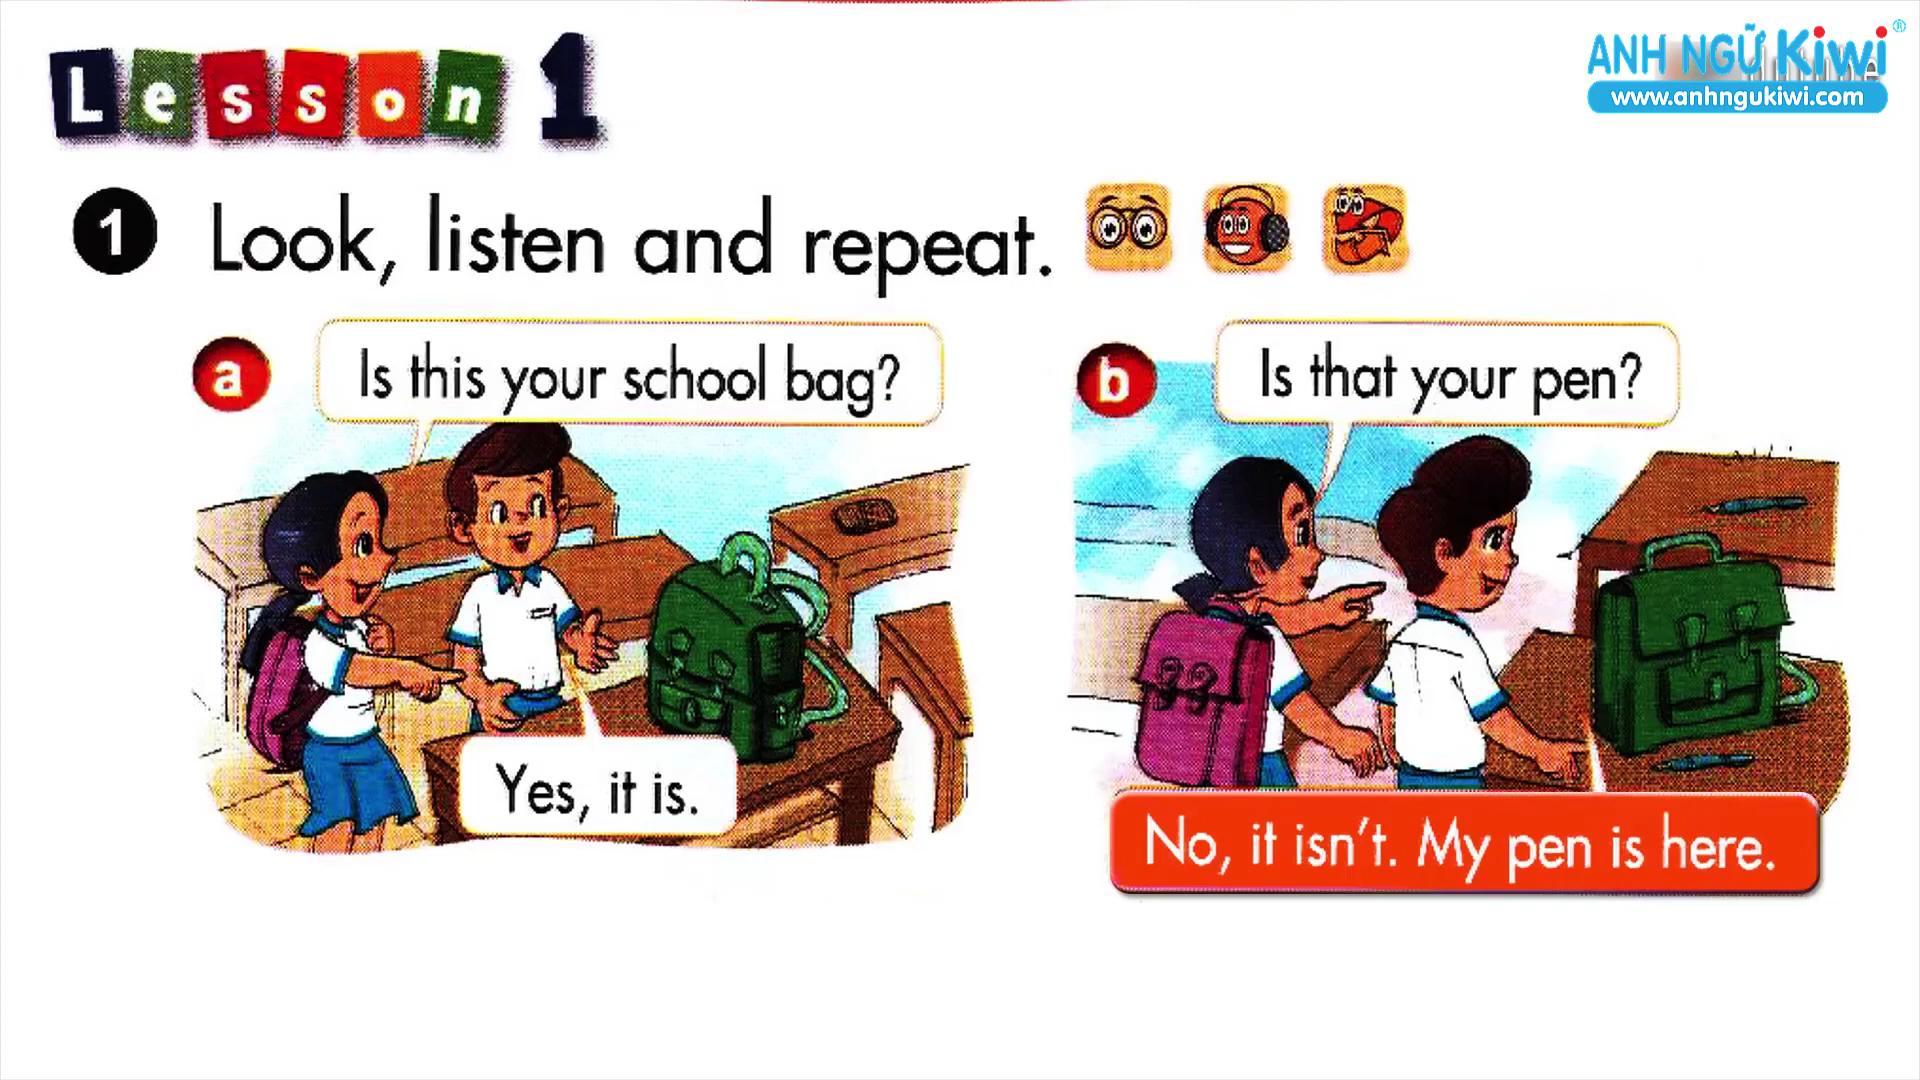 Lesson 1
ANH NGỮ Kiwi®
www.anhngukiwi.com
1 Look, listen and repeat.
a
Is this your school bag?
Yes, it is.
b
Is that your pen?
No, it isn't. My pen is here.